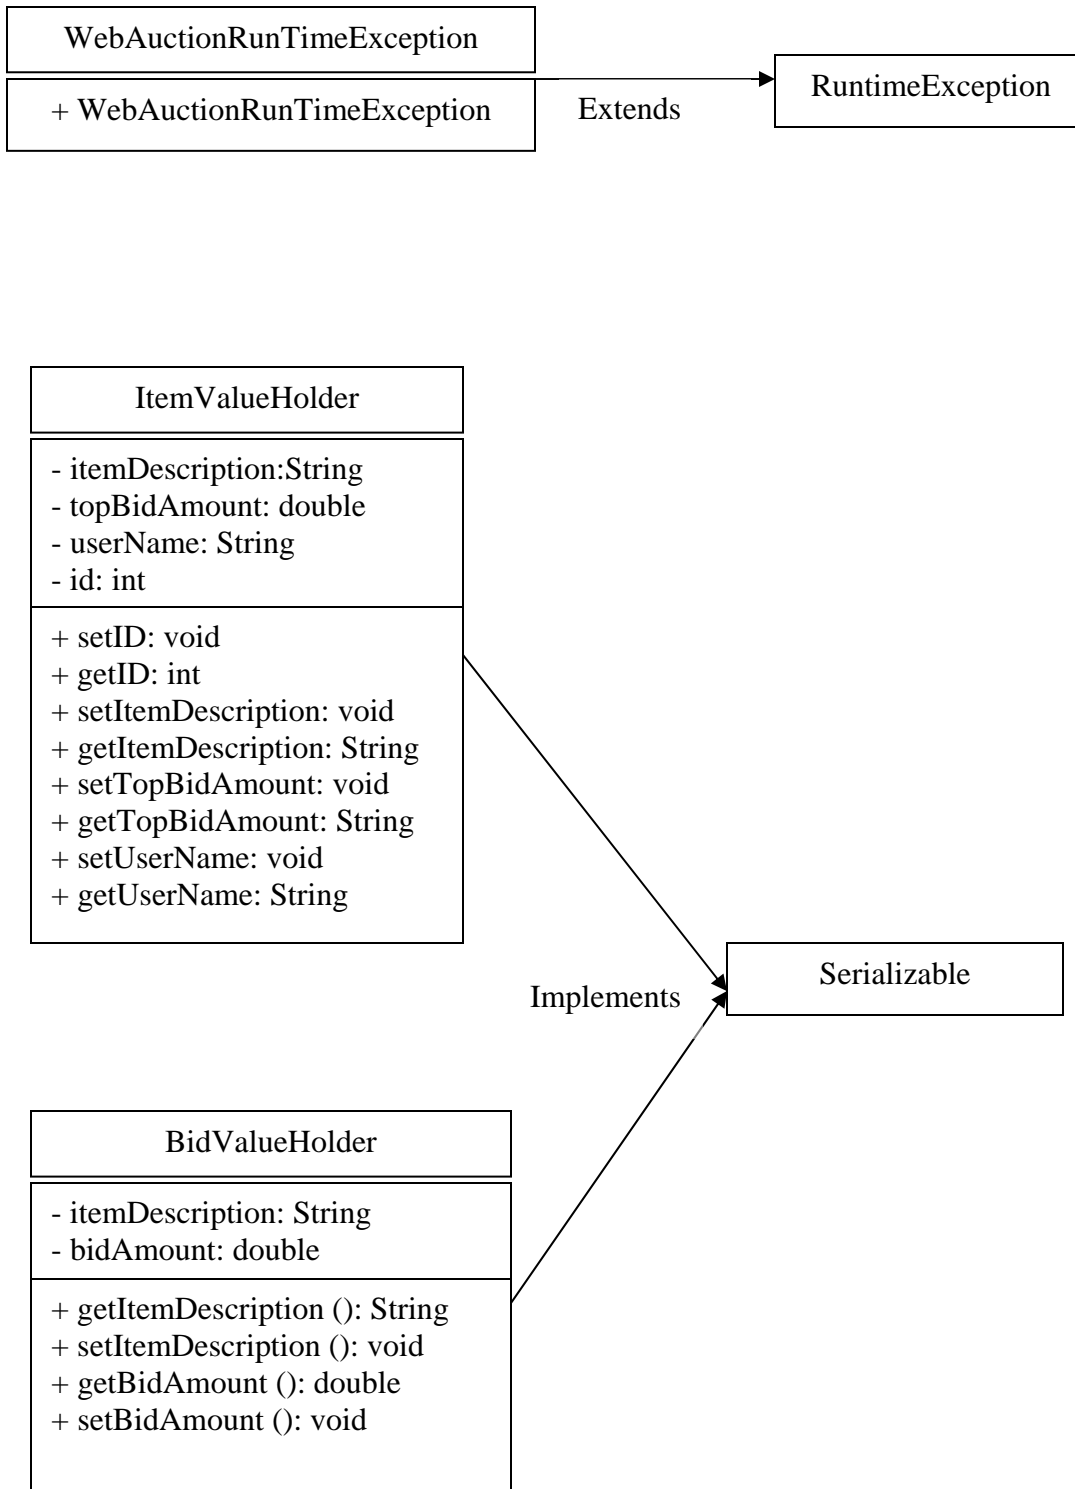 WebAuctionRunTimeException
+ WebAuctionRunTimeException
Extends
RuntimeException
ItemValueHolder
- itemDescription:String
- topBidAmount: double
- userName: String
- id: int
+ setID: void
+ getID: int
+ setItemDescription: void
+ getItemDescription: String
+ setTopBidAmount: void
+ getTopBidAmount: String
+ setUserName: void
+ getUserName: String
Implements
Serializable
BidValueHolder
- itemDescription: String
- bidAmount: double
+ getItemDescription (): String
+ setItemDescription (): void
+ getBidAmount (): double
+ setBidAmount (): void